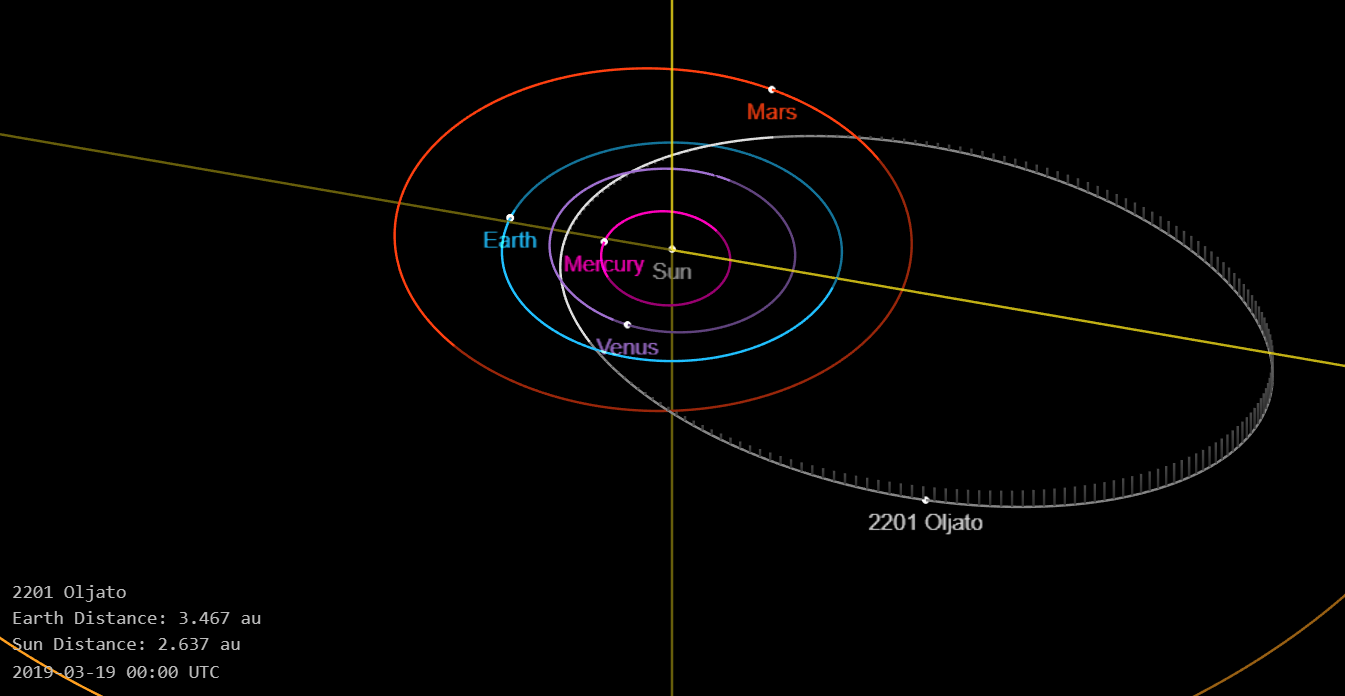 Mars
Earth
Mercury
Sun
Venus
2201 Oljato
2201 Oljato
Earth Distance: 3.467 au
Sun Distance: 2.637 au
2019-03-19 00:00 UTC